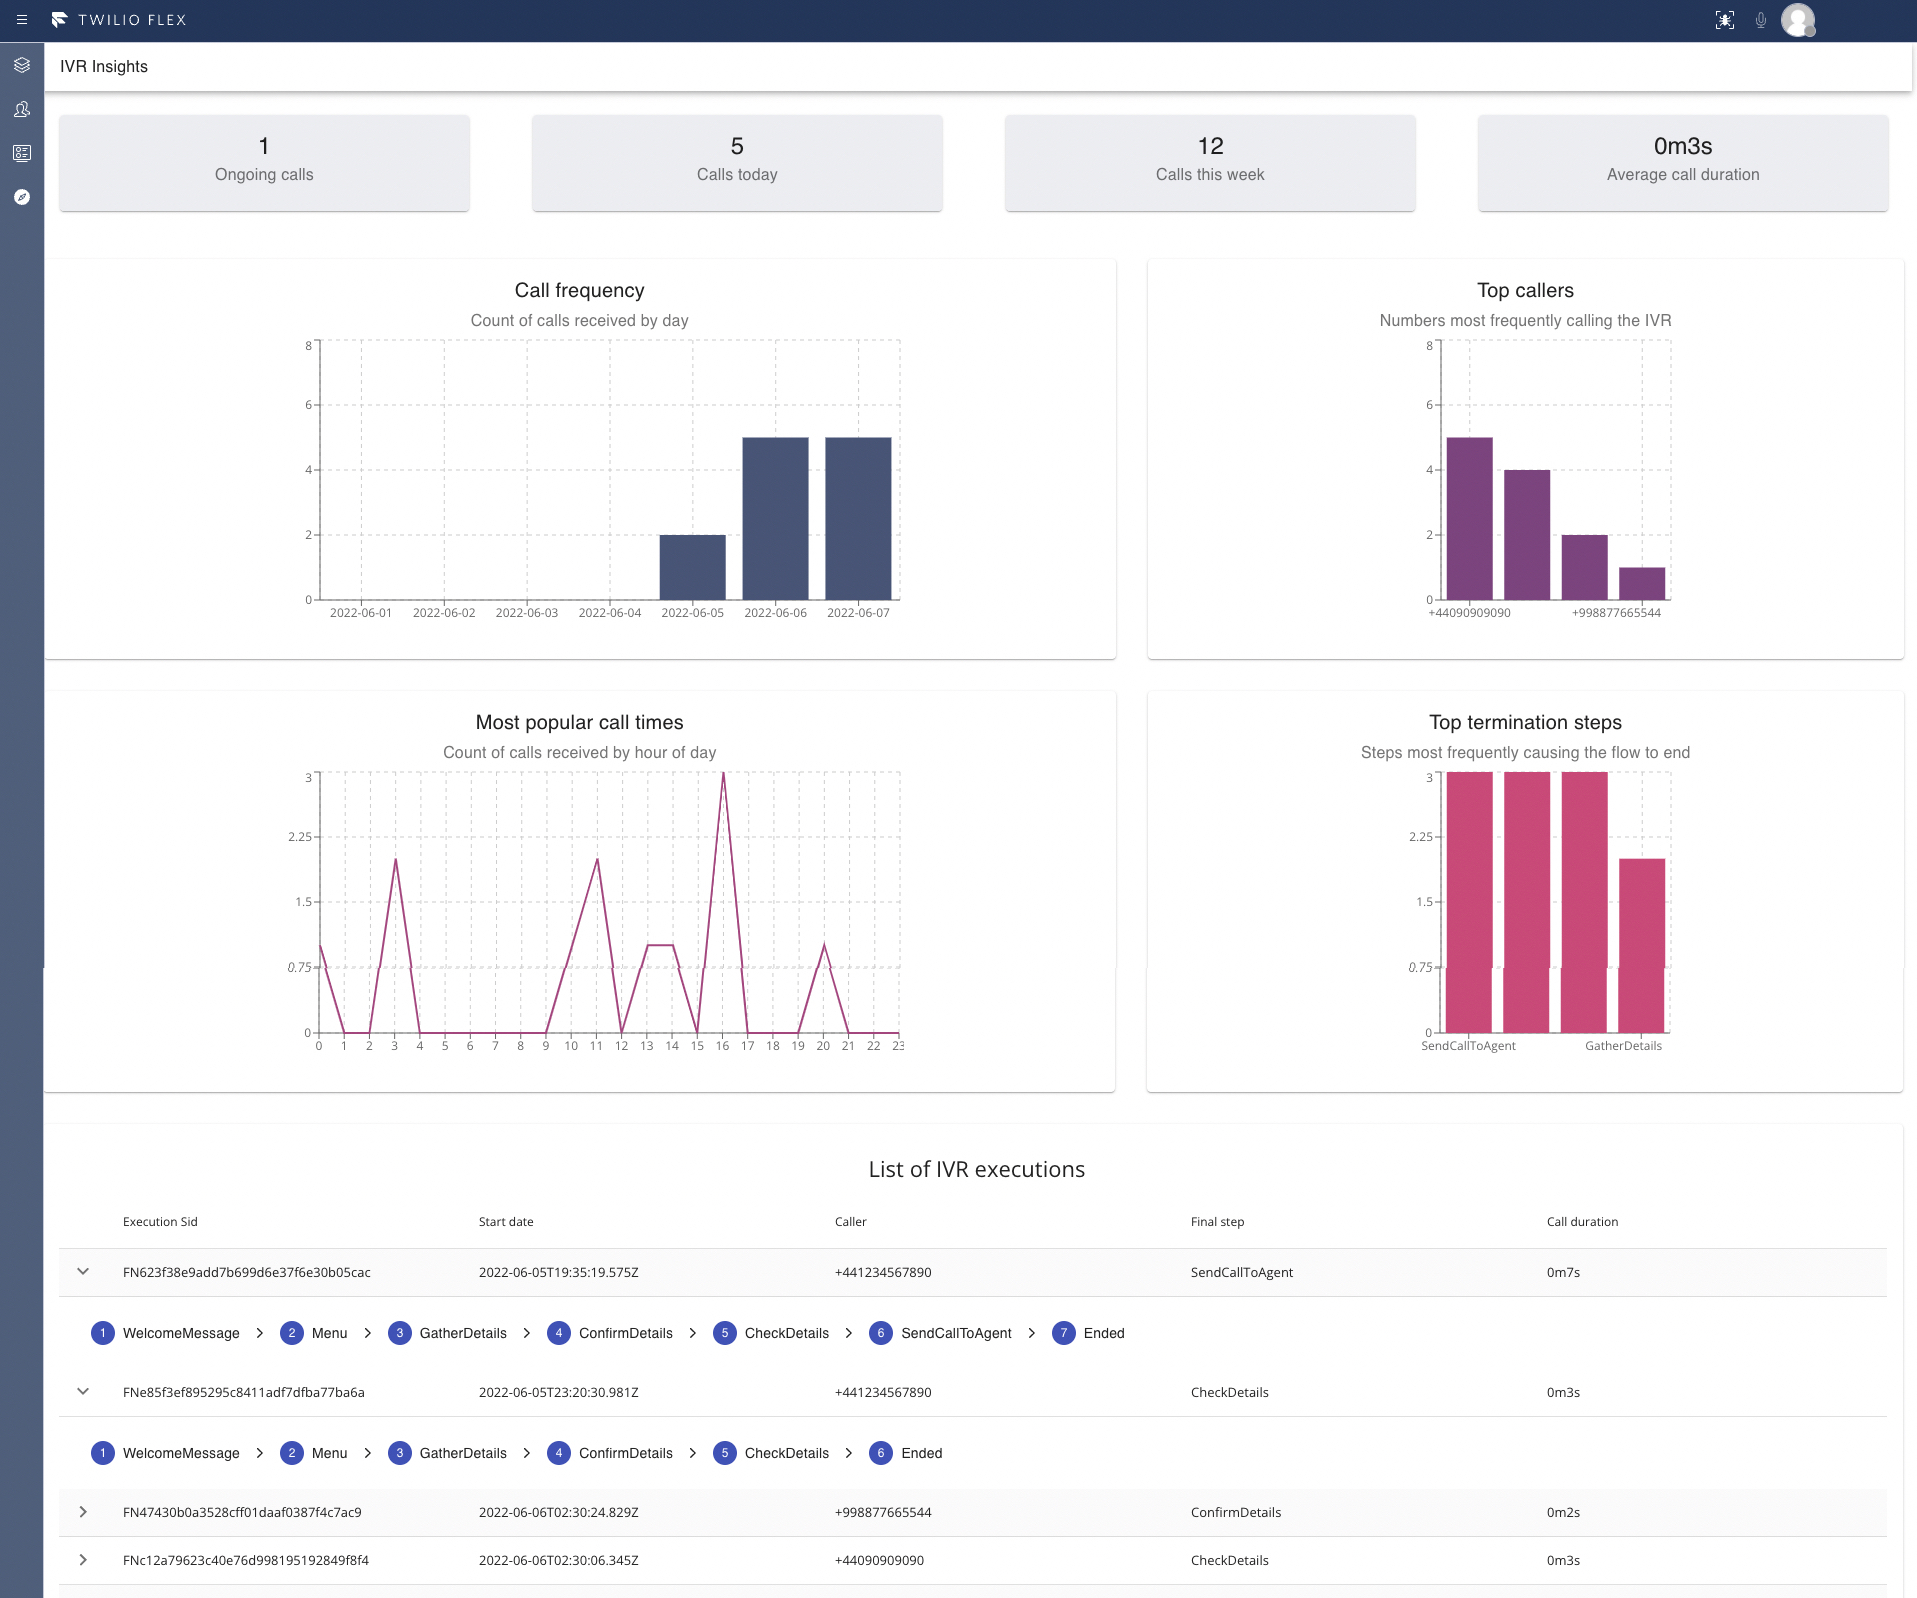 TWILIO FLEX
IVR Insights
1
Ongoing calls
5
Calls today
12
Calls this week
0m3s
Average call duration
Call frequency
Count of calls received by day
8
6
4
2
0
2022-06-01 2022-06-02 2022-06-03 2022-06-04 2022-06-05 2022-06-06 2022-06-07
Top callers
Numbers most frequently calling the IVR
8
6
4
2
0
+44090909090 +998877665544
Most popular call times
Count of calls received by hour of day
3
2.25
1.5
0.75
0
0 1 2 3 4 5 6 7 8 9 10 11 12 13 14 15 16 17 18 19 20 21 22 23
Top termination steps
Steps most frequently causing the flow to end
3
2.25
1.5
0.75
0
SendCallToAgent GatherDetails
List of IVR executions
Execution Sid Start date Caller Final step Call duration
FN623f38e9add7b699d6e37f6e30b05cac 2022-06-05T19:35:19.575Z +441234567890 SendCallToAgent 0m7s
1 WelcomeMessage > 2 Menu > 3 GatherDetails > 4 ConfirmDetails > 5 CheckDetails > 6 SendCallToAgent > 7 Ended
FNe85f3ef895295c8411adf7dfba77ba6a 2022-06-05T23:20:30.981Z +441234567890 CheckDetails 0m3s
1 WelcomeMessage > 2 Menu > 3 GatherDetails > 4 ConfirmDetails > 5 CheckDetails > 6 Ended
FN47430b0a3528cff01daaf0387f4c7ac9 2022-06-06T02:30:24.829Z +998877665544 ConfirmDetails 0m2s
FNc12a79623c40e76d998195192849f8f4 2022-06-06T02:30:06.345Z +44090909090 CheckDetails 0m3s